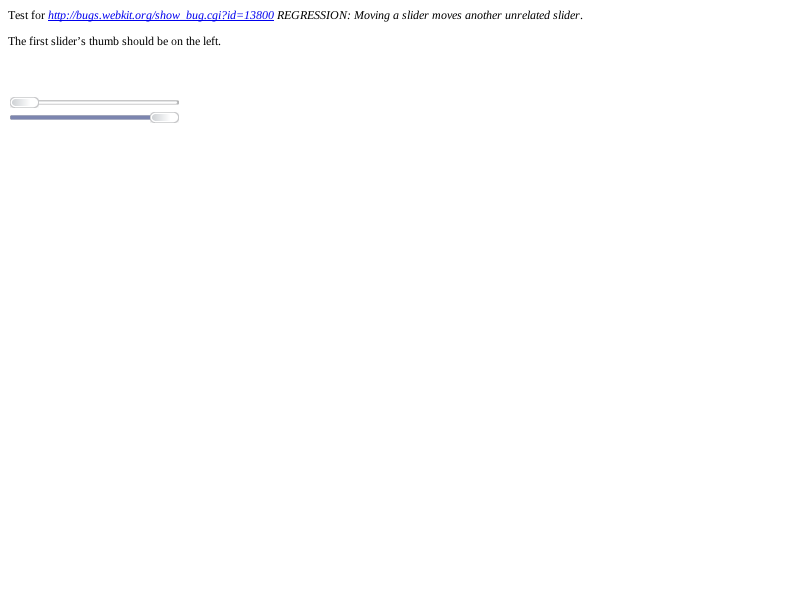 Test for http://bugs.webkit.org/show_bug.cgi?id=13800 REGRESSION: Moving a slider moves another unrelated slider.
The first slider’s thumb should be on the left.